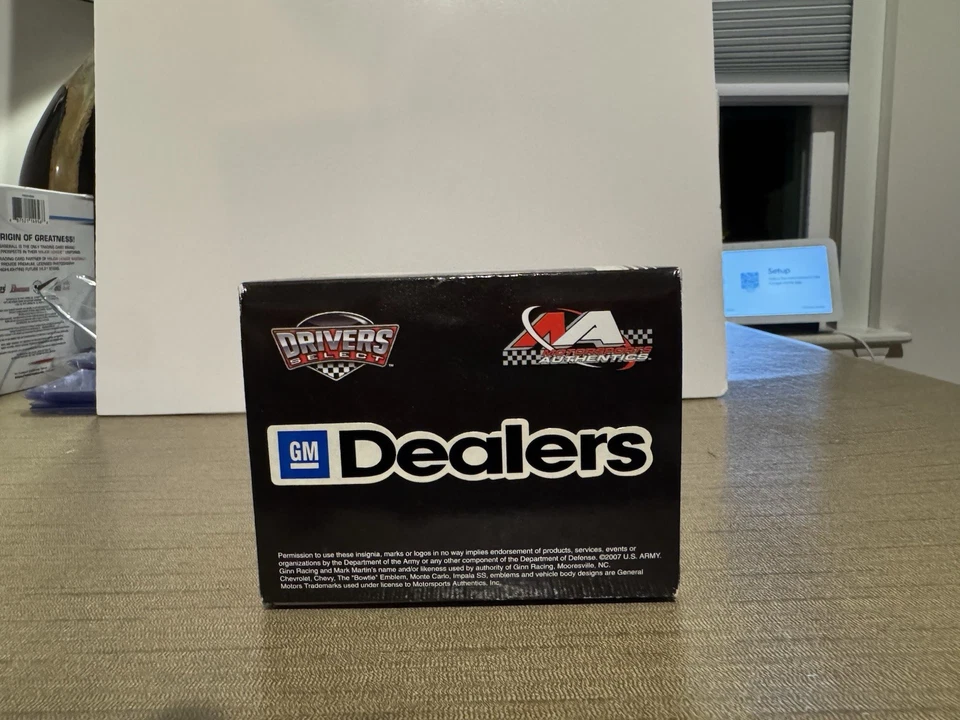 RIGIN OF GREATNESS!
DRIVERS
SELECT
™
MA
MOTORSPORTS
AUTHENTICS
GM Dealers
Permission to use these insignia, marks or logos in no way implies endorsement of products, services, events or
organizations by the Department of the Army or any other component of the Department of Defense. ©2007 U.S. ARMY.
Ginn Racing and Mark Martin's name and/or likeness used by authority of Ginn Racing, Mooresville, NC.
Chevrolet, Chevy, The "Bowtie" Emblem, Monte Carlo, Impala SS, emblems and vehicle body designs are General
Motors Trademarks used under license to Motorsports Authentics, Inc.
Setup